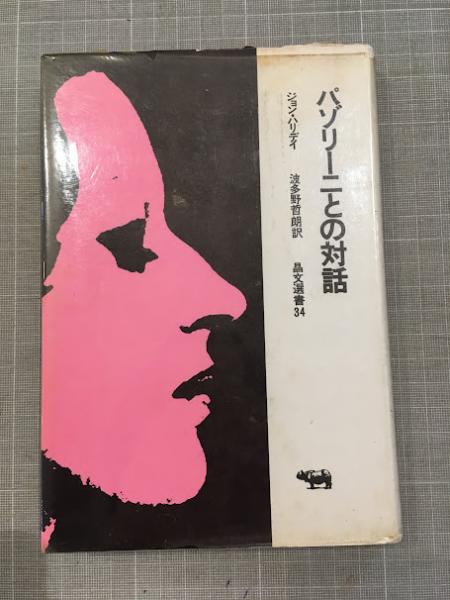 パゾリーニとの対話
ジョン・ハリデイ
波多野哲朗訳
晶文選書34